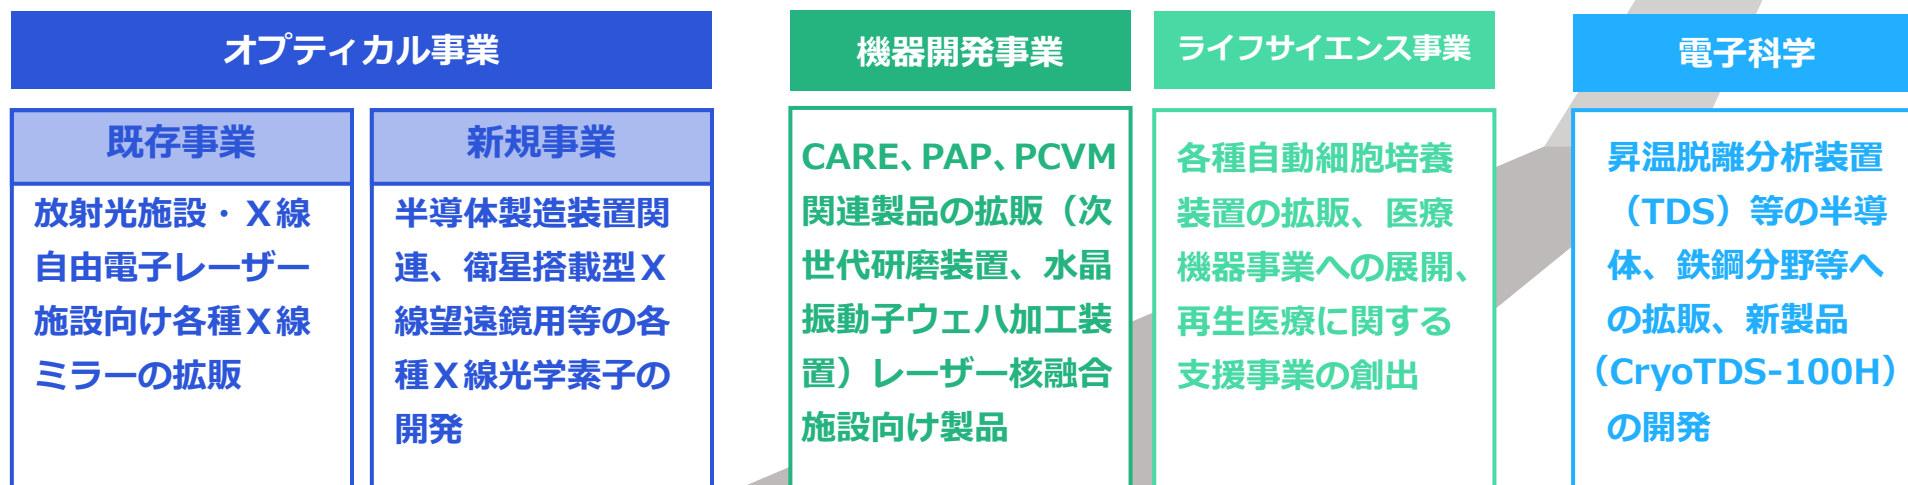 オプティカル事業
既存事業
放射光施設・Ｘ線
自由電子レーザー
施設向け各種Ｘ線
ミラーの拡販
新規事業
半導体製造装置関
連、衛星搭載型Ｘ
線望遠鏡用等の各
種Ｘ線光学素子の
開発
機器開発事業
CARE、PAP、PCVM
関連製品の拡販（次
世代研磨装置、水晶
振動子ウェハ加工装
置）レーザー核融合
施設向け製品
ライフサイエンス事業
各種自動細胞培養
装置の拡販、医療
機器事業への展開、
再生医療に関する
支援事業の創出
電子科学
昇温脱離分析装置
（TDS）等の半導
体、鉄鋼分野等へ
の拡販、新製品
（CryoTDS-100H）
の開発